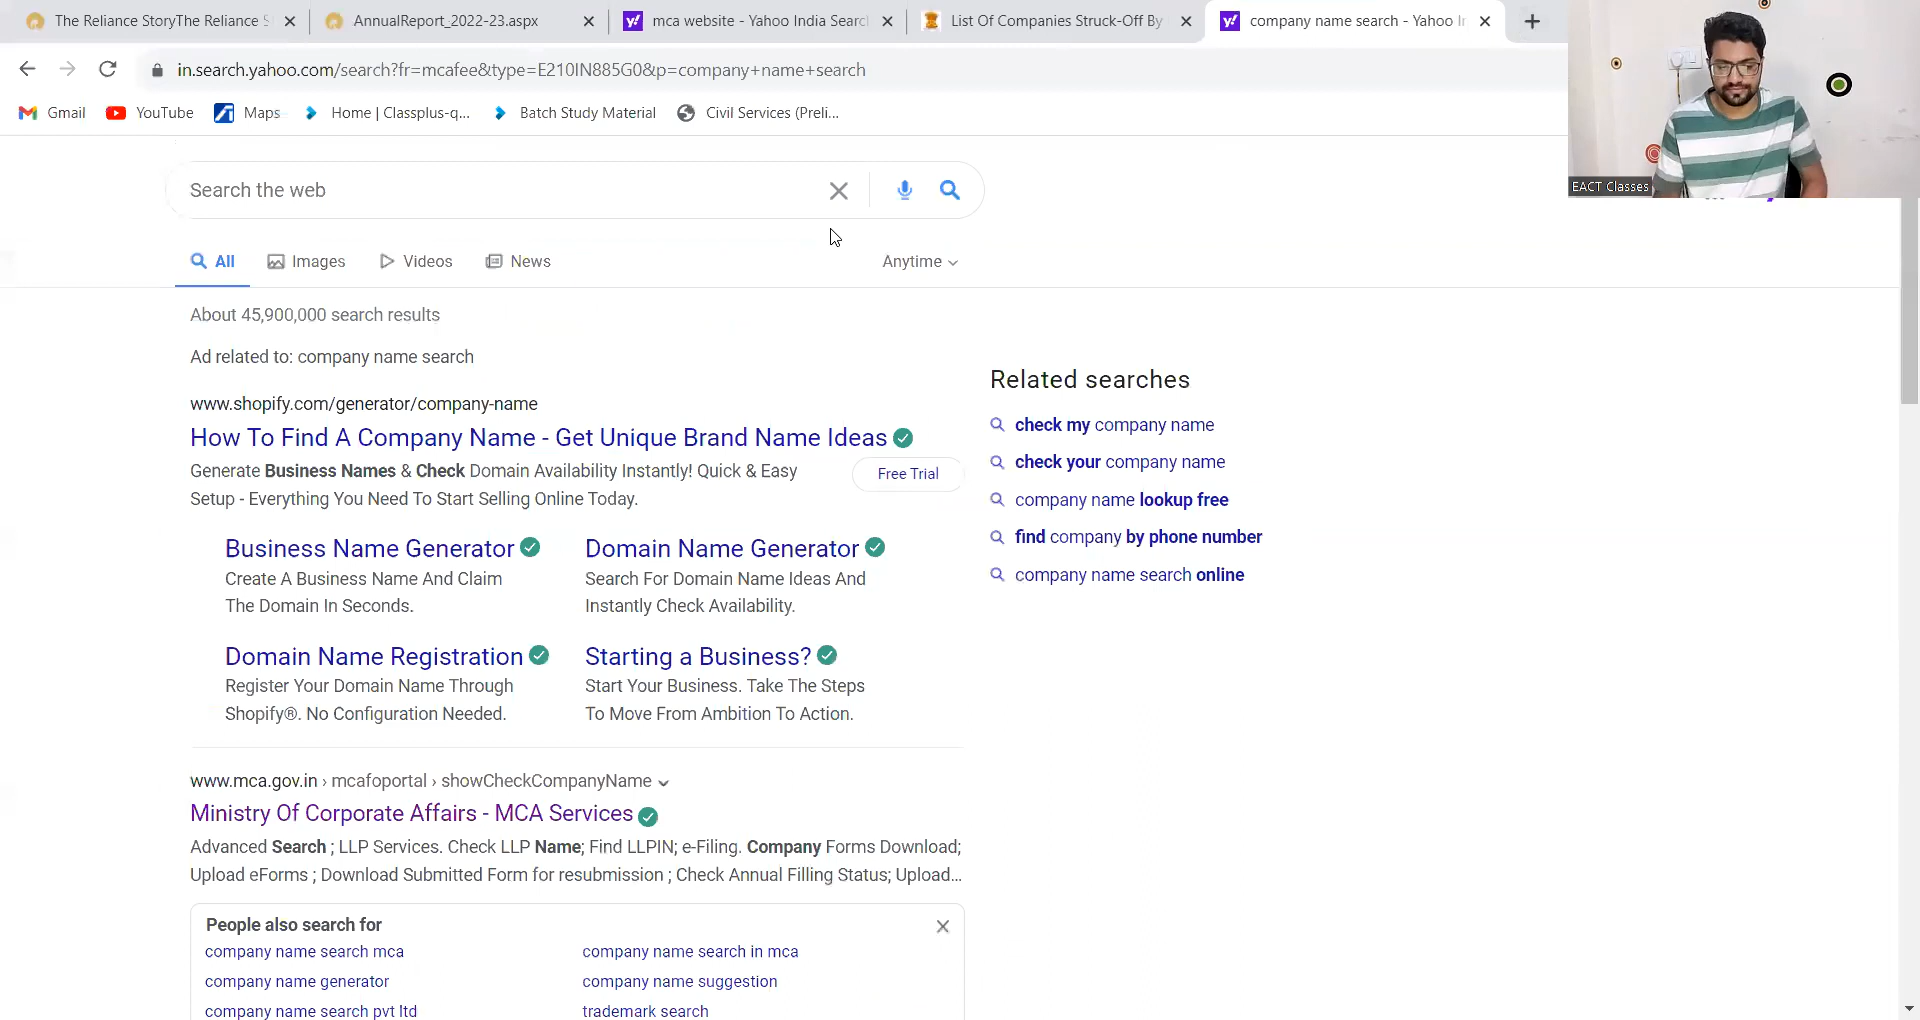 The Reliance StoryThe Reliance S
AnnualReport_2022-23.aspx
mca website - Yahoo India Search
List Of Companies Struck-Off By
company name search - Yahoo In
in.search.yahoo.com/search?fr=mcafee&type=E210IN885G0&p=company+name+search
Gmail
YouTube
Maps
Home | Classplus-q...
Batch Study Material
Civil Services (Preli...
EACT Classes
Search the web
All
Images
Videos
News
Anytime
About 45,900,000 search results
Ad related to: company name search
www.shopify.com/generator/company-name
How To Find A Company Name - Get Unique Brand Name Ideas
Generate Business Names & Check Domain Availability Instantly! Quick & Easy
Setup - Everything You Need To Start Selling Online Today.
Free Trial
Business Name Generator
Create A Business Name And Claim
The Domain In Seconds.
Domain Name Generator
Search For Domain Name Ideas And
Instantly Check Availability.
Domain Name Registration
Register Your Domain Name Through
Shopify®. No Configuration Needed.
Starting a Business?
Start Your Business. Take The Steps
To Move From Ambition To Action.
www.mca.gov.in › mcafoportal › showCheckCompanyName
Ministry Of Corporate Affairs - MCA Services
Advanced Search ; LLP Services. Check LLP Name; Find LLPIN; e-Filing. Company Forms Download;
Upload eForms ; Download Submitted Form for resubmission ; Check Annual Filling Status; Upload...
People also search for
company name search mca
company name search in mca
company name generator
company name suggestion
company name search pvt ltd
trademark search
Related searches
check my company name
check your company name
company name lookup free
find company by phone number
company name search online